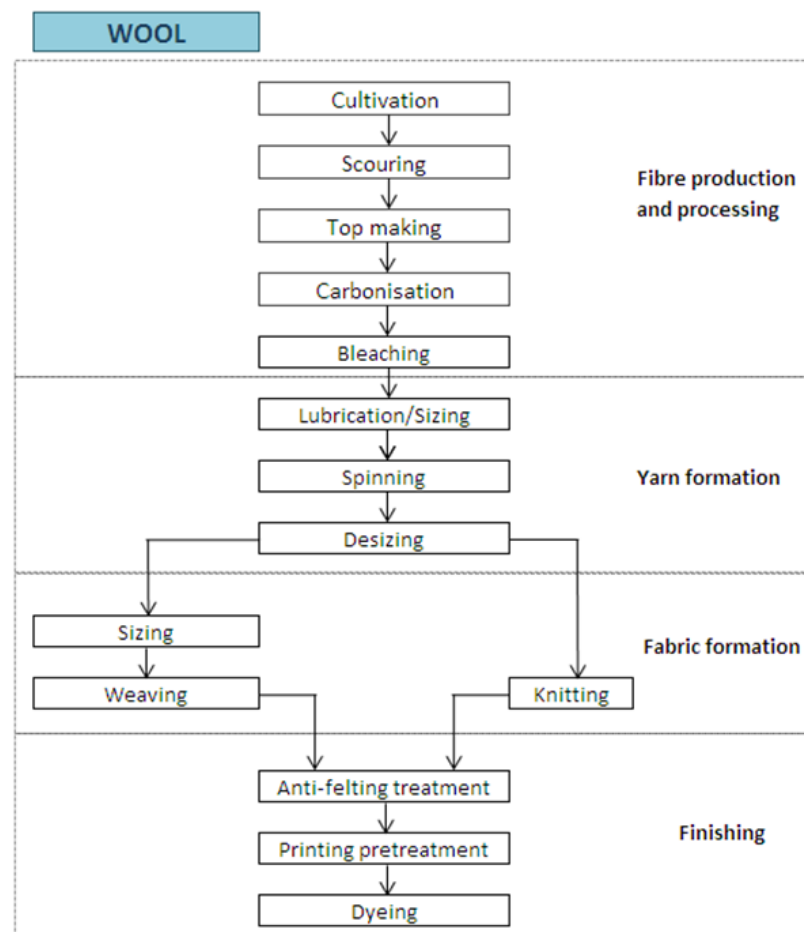 WOOL
Cultivation
Scouring
Fibre production
and processing
Top making
Carbonisation
Bleaching
Lubrication/Sizing
Spinning
Yarn formation
Desizing
Sizing
Fabric formation
Weaving
Knitting
Anti-felting treatment
Finishing
Printing pretreatment
Dyeing